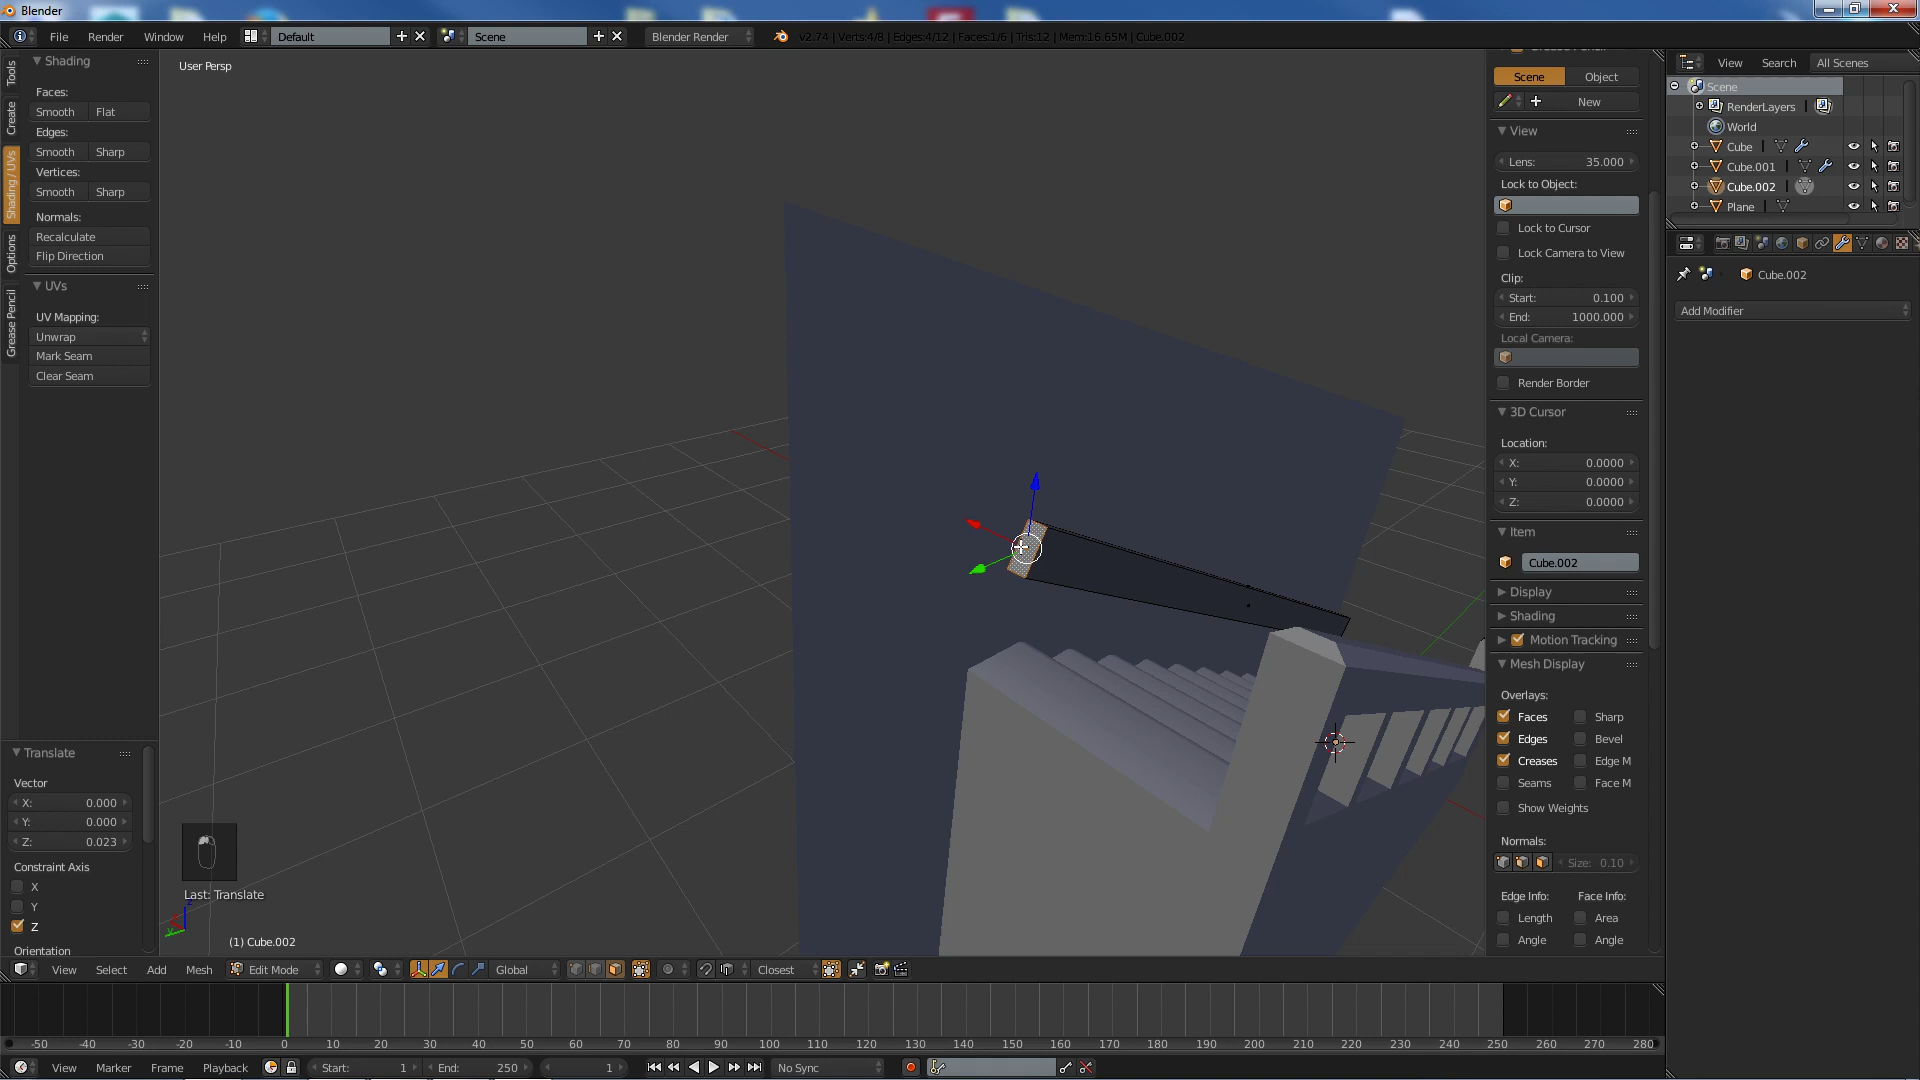 Blender
File Render Window Help Default Scene Blender Render v2.74 | Verts:4/8 | Edges:4/12 | Faces:1/6 | Tris:12 | Mem:16.65M | Cube.002
Tools
Create
Shading / UVs
Options
Grease Pencil
Shading
Faces:
Smooth Flat
Edges:
Smooth Sharp
Vertices:
Smooth Sharp
Normals:
Recalculate
Flip Direction
UVs
UV Mapping:
Unwrap
Mark Seam
Clear Seam
Translate
Vector
X: 0.000
Y: 0.000
Z: 0.023
Constraint Axis
X
Y
Z
Orientation
User Persp
Last: Translate
(1) Cube.002
Scene Object
New
View
Lens: 35.000
Lock to Object:
Lock to Cursor
Lock Camera to View
Clip:
Start: 0.100
End: 1000.000
Local Camera:
Render Border
3D Cursor
Location:
X: 0.0000
Y: 0.0000
Z: 0.0000
Item
Cube.002
Display
Shading
Motion Tracking
Mesh Display
Overlays:
Faces Sharp
Edges Bevel
Creases Edge M
Seams Face M
Show Weights
Normals:
Size: 0.10
Edge Info: Face Info:
Length Area
Angle Angle
View Search All Scenes
Scene
RenderLayers
World
Cube
Cube.001
Cube.002
Plane
Cube.002
Add Modifier
View Select Add Mesh Edit Mode Global Closest
-50 -40 -30 -20 -10 0 10 20 30 40 50 60 70 80 90 100 110 120 130 140 150 160 170 180 190 200 210 220 230 240 250 260 270 280
View Marker Frame Playback Start: 1 End: 250 1 No Sync